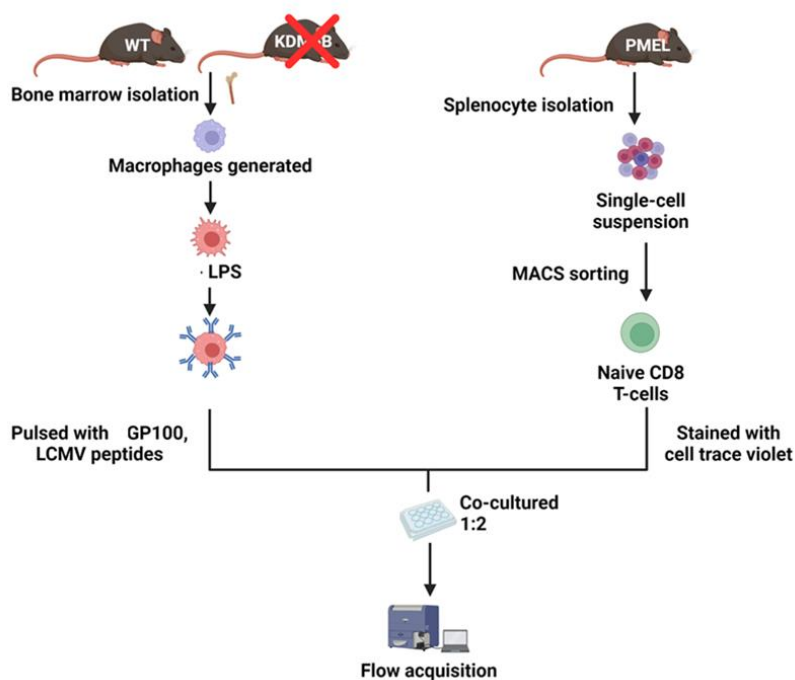 WT
PMEL
Bone marrow isolation
Splenocyte isolation
Macrophages generated
Single-cell
suspension
· LPS
MACS sorting
Naive CD8
T-cells
Pulsed with GP100,
LCMV peptides
Stained with
cell trace violet
Co-cultured
1:2
Flow acquisition